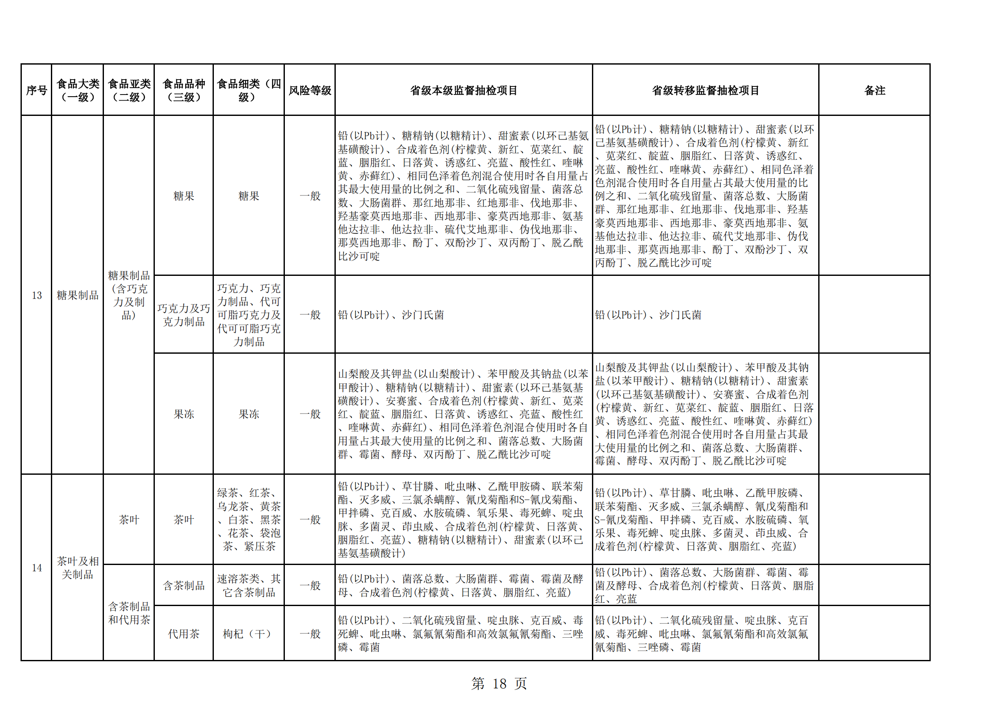 序号
食品大类
（一级）
食品亚类
（二级）
食品品种
（三级）
食品细类（四
级）
风险等级
省级本级监督抽检项目
省级转移监督抽检项目
备注
13
糖果制品
糖果制品
(含巧克
力及制
品)
糖果
糖果
一般
铅(以Pb计)、糖精钠(以糖精计)、甜蜜素(以环己基氨
基磺酸计)、合成着色剂(柠檬黄、新红、苋菜红、靛
蓝、胭脂红、日落黄、诱惑红、亮蓝、酸性红、喹啉
黄、赤藓红)、相同色泽着色剂混合使用时各自用量占
其最大使用量的比例之和、二氧化硫残留量、菌落总
数、大肠菌群、那红地那非、红地那非、伐地那非、
羟基豪莫西地那非、西地那非、豪莫西地那非、氨基
他达拉非、他达拉非、硫代艾地那非、伪伐地那非、
那莫西地那非、酚丁、双酚沙丁、双丙酚丁、脱乙酰
比沙可啶
铅(以Pb计)、糖精钠(以糖精计)、甜蜜素(以环
己基氨基磺酸计)、合成着色剂(柠檬黄、新红
、苋菜红、靛蓝、胭脂红、日落黄、诱惑红、
亮蓝、酸性红、喹啉黄、赤藓红)、相同色泽着
色剂混合使用时各自用量占其最大使用量的比
例之和、二氧化硫残留量、菌落总数、大肠菌
群、那红地那非、红地那非、伐地那非、羟基
豪莫西地那非、西地那非、豪莫西地那非、氨
基他达拉非、他达拉非、硫代艾地那非、伪伐
地那非、那莫西地那非、酚丁、双酚沙丁、双
丙酚丁、脱乙酰比沙可啶
巧克力及巧
克力制品
巧克力、巧克
力制品、代可
可脂巧克力及
代可可脂巧克
力制品
一般
铅(以Pb计)、沙门氏菌
铅(以Pb计)、沙门氏菌
果冻
果冻
一般
山梨酸及其钾盐(以山梨酸计)、苯甲酸及其钠盐(以苯
甲酸计)、糖精钠(以糖精计)、甜蜜素(以环己基氨基
磺酸计)、安赛蜜、合成着色剂(柠檬黄、新红、苋菜
红、靛蓝、胭脂红、日落黄、诱惑红、亮蓝、酸性红
、喹啉黄、赤藓红)、相同色泽着色剂混合使用时各自
用量占其最大使用量的比例之和、菌落总数、大肠菌
群、霉菌、酵母、双丙酚丁、脱乙酰比沙可啶
山梨酸及其钾盐(以山梨酸计)、苯甲酸及其钠
盐(以苯甲酸计)、糖精钠(以糖精计)、甜蜜素
(以环己基氨基磺酸计)、安赛蜜、合成着色剂
(柠檬黄、新红、苋菜红、靛蓝、胭脂红、日落
黄、诱惑红、亮蓝、酸性红、喹啉黄、赤藓红)
、相同色泽着色剂混合使用时各自用量占其最
大使用量的比例之和、菌落总数、大肠菌群、
霉菌、酵母、双丙酚丁、脱乙酰比沙可啶
14
茶叶及相
关制品
茶叶
茶叶
绿茶、红茶、
乌龙茶、黄茶
、白茶、黑茶
、花茶、袋泡
茶、紧压茶
一般
铅(以Pb计)、草甘膦、吡虫啉、乙酰甲胺磷、联苯菊
酯、灭多威、三氯杀螨醇、氰戊菊酯和S-氰戊菊酯、
甲拌磷、克百威、水胺硫磷、氧乐果、毒死蜱、啶虫
脒、多菌灵、茚虫威、合成着色剂(柠檬黄、日落黄、
胭脂红、亮蓝)、糖精钠(以糖精计)、甜蜜素(以环己
基氨基磺酸计)
铅(以Pb计)、草甘膦、吡虫啉、乙酰甲胺磷、
联苯菊酯、灭多威、三氯杀螨醇、氰戊菊酯和
S-氰戊菊酯、甲拌磷、克百威、水胺硫磷、氧
乐果、毒死蜱、啶虫脒、多菌灵、茚虫威、合
成着色剂(柠檬黄、日落黄、胭脂红、亮蓝)
含茶制品
和代用茶
含茶制品
速溶茶类、其
它含茶制品
一般
铅(以Pb计)、菌落总数、大肠菌群、霉菌、霉菌及酵
母、合成着色剂(柠檬黄、日落黄、胭脂红、亮蓝)
铅(以Pb计)、菌落总数、大肠菌群、霉菌、霉
菌及酵母、合成着色剂(柠檬黄、日落黄、胭脂
红、亮蓝
代用茶
枸杞（干）
一般
铅(以Pb计)、二氧化硫残留量、啶虫脒、克百威、毒
死蜱、吡虫啉、氯氟氰菊酯和高效氯氟氰菊酯、三唑
磷、霉菌
铅(以Pb计)、二氧化硫残留量、啶虫脒、克百
威、毒死蜱、吡虫啉、氯氟氰菊酯和高效氯氟
氰菊酯、三唑磷、霉菌
第 18 页